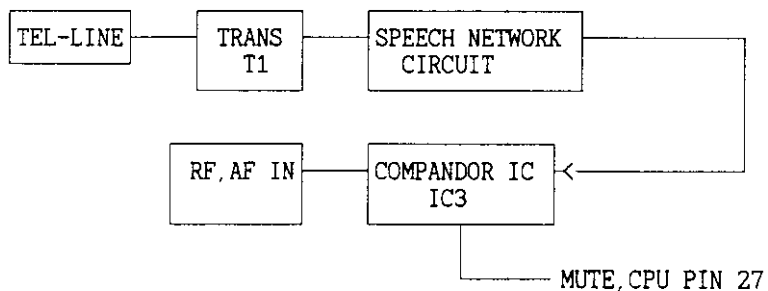 TEL-LINE
TRANS
T1
SPEECH NETWORK
CIRCUIT
RF, AF IN
COMPANDOR IC
IC3
MUTE, CPU PIN 27